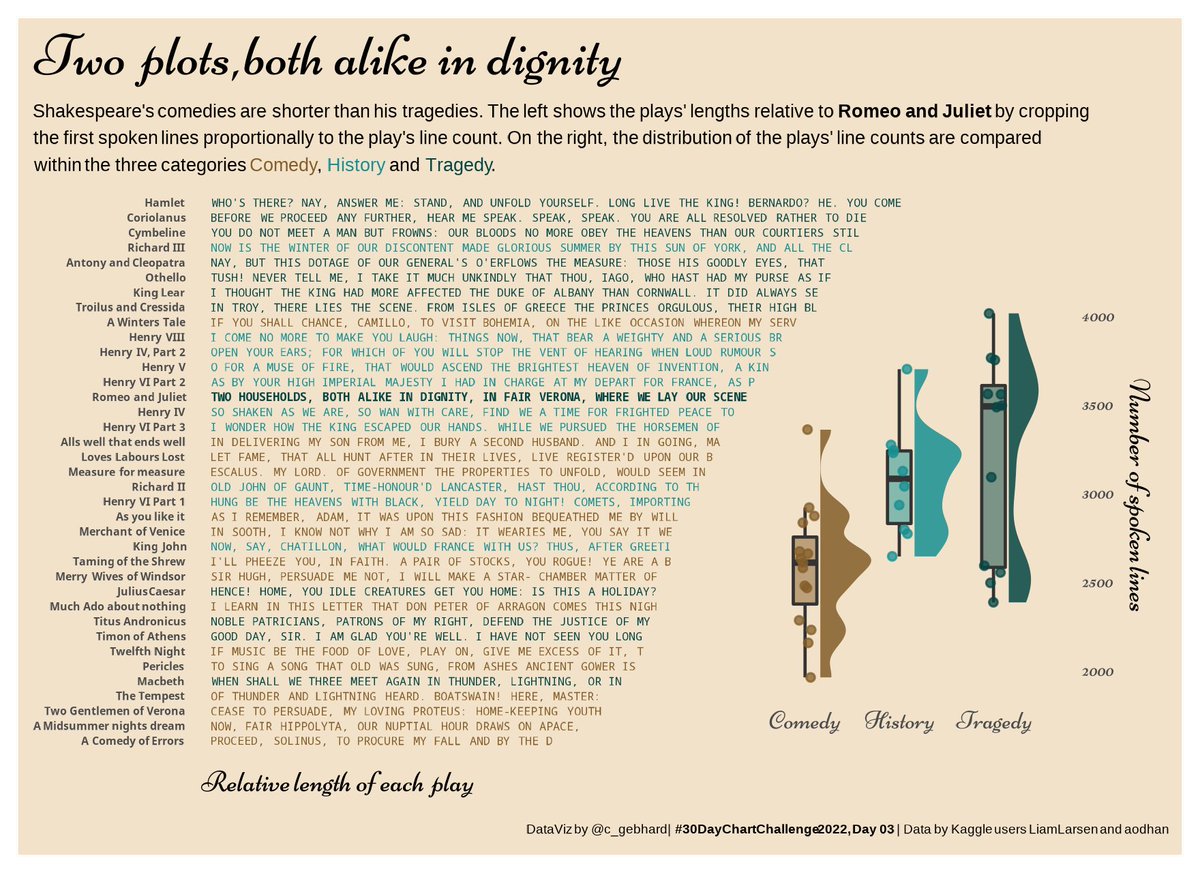 Two plots, both alike in dignity
Shakespeare's comedies are shorter than his tragedies. The left shows the plays' lengths relative to Romeo and Juliet by cropping
the first spoken lines proportionally to the play's line count. On the right, the distribution of the plays' line counts are compared
within the three categories Comedy, History and Tragedy.
Hamlet WHO'S THERE? NAY, ANSWER ME: STAND, AND UNFOLD YOURSELF. LONG LIVE THE KING! BERNARDO? HE. YOU COME
Coriolanus BEFORE WE PROCEED ANY FURTHER, HEAR ME SPEAK. SPEAK, SPEAK. YOU ARE ALL RESOLVED RATHER TO DIE
Cymbeline YOU DO NOT MEET A MAN BUT FROWNS: OUR BLOODS NO MORE OBEY THE HEAVENS THAN OUR COURTIERS STIL
Richard III NOW IS THE WINTER OF OUR DISCONTENT MADE GLORIOUS SUMMER BY THIS SUN OF YORK, AND ALL THE CL
Antony and Cleopatra NAY, BUT THIS DOTAGE OF OUR GENERAL'S O'ERFLOWS THE MEASURE: THOSE HIS GOODLY EYES, THAT
Othello TUSH! NEVER TELL ME, I TAKE IT MUCH UNKINDLY THAT THOU, IAGO, WHO HAST HAD MY PURSE AS IF
King Lear I THOUGHT THE KING HAD MORE AFFECTED THE DUKE OF ALBANY THAN CORNWALL. IT DID ALWAYS SE
Troilus and Cressida IN TROY, THERE LIES THE SCENE. FROM ISLES OF GREECE THE PRINCES ORGULOUS, THEIR HIGH BL
A Winters Tale IF YOU SHALL CHANCE, CAMILLO, TO VISIT BOHEMIA, ON THE LIKE OCCASION WHEREON MY SERV
Henry VIII I COME NO MORE TO MAKE YOU LAUGH: THINGS NOW, THAT BEAR A WEIGHTY AND A SERIOUS BR
Henry IV, Part 2 OPEN YOUR EARS; FOR WHICH OF YOU WILL STOP THE VENT OF HEARING WHEN LOUD RUMOUR S
Henry V O FOR A MUSE OF FIRE, THAT WOULD ASCEND THE BRIGHTEST HEAVEN OF INVENTION, A KIN
Henry VI Part 2 AS BY YOUR HIGH IMPERIAL MAJESTY I HAD IN CHARGE AT MY DEPART FOR FRANCE, AS P
Romeo and Juliet TWO HOUSEHOLDS, BOTH ALIKE IN DIGNITY, IN FAIR VERONA, WHERE WE LAY OUR SCENE
Henry IV SO SHAKEN AS WE ARE, SO WAN WITH CARE, FIND WE A TIME FOR FRIGHTED PEACE TO
Henry VI Part 3 I WONDER HOW THE KING ESCAPED OUR HANDS. WHILE WE PURSUED THE HORSEMEN OF
Alls well that ends well IN DELIVERING MY SON FROM ME, I BURY A SECOND HUSBAND. AND I IN GOING, MA
Loves Labours Lost LET FAME, THAT ALL HUNT AFTER IN THEIR LIVES, LIVE REGISTER'D UPON OUR B
Measure for measure ESCALUS. MY LORD. OF GOVERNMENT THE PROPERTIES TO UNFOLD, WOULD SEEM IN
Richard II OLD JOHN OF GAUNT, TIME-HONOUR'D LANCASTER, HAST THOU, ACCORDING TO TH
Henry VI Part 1 HUNG BE THE HEAVENS WITH BLACK, YIELD DAY TO NIGHT! COMETS, IMPORTING
As you like it AS I REMEMBER, ADAM, IT WAS UPON THIS FASHION BEQUEATHED ME BY WILL
Merchant of Venice IN SOOTH, I KNOW NOT WHY I AM SO SAD: IT WEARIES ME, YOU SAY IT WE
King John NOW, SAY, CHATILLON, WHAT WOULD FRANCE WITH US? THUS, AFTER GREETI
Taming of the Shrew I'LL PHEEZE YOU, IN FAITH. A PAIR OF STOCKS, YOU ROGUE! YE ARE A B
Merry Wives of Windsor SIR HUGH, PERSUADE ME NOT, I WILL MAKE A STAR- CHAMBER MATTER OF
Julius Caesar HENCE! HOME, YOU IDLE CREATURES GET YOU HOME: IS THIS A HOLIDAY?
Much Ado about nothing I LEARN IN THIS LETTER THAT DON PETER OF ARRAGON COMES THIS NIGH
Titus Andronicus NOBLE PATRICIANS, PATRONS OF MY RIGHT, DEFEND THE JUSTICE OF MY
Timon of Athens GOOD DAY, SIR. I AM GLAD YOU'RE WELL. I HAVE NOT SEEN YOU LONG
Twelfth Night IF MUSIC BE THE FOOD OF LOVE, PLAY ON, GIVE ME EXCESS OF IT, T
Pericles TO SING A SONG THAT OLD WAS SUNG, FROM ASHES ANCIENT GOWER IS
Macbeth WHEN SHALL WE THREE MEET AGAIN IN THUNDER, LIGHTNING, OR IN
The Tempest OF THUNDER AND LIGHTNING HEARD. BOATSWAIN! HERE, MASTER:
Two Gentlemen of Verona CEASE TO PERSUADE, MY LOVING PROTEUS: HOME-KEEPING YOUTH
A Midsummer nights dream NOW, FAIR HIPPOLYTA, OUR NUPTIAL HOUR DRAWS ON APACE,
A Comedy of Errors PROCEED, SOLINUS, TO PROCURE MY FALL AND BY THE D
Relative length of each play
4000
3500
3000
2500
2000
Number of spoken lines
Comedy History Tragedy
DataViz by @c_gebhard| #30DayChartChallenge2022, Day 03 | Data by Kaggle users LiamLarsen and aodhan